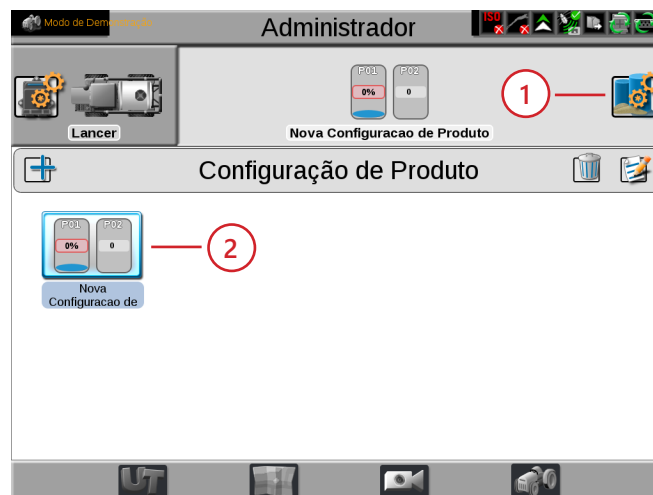 Modo de Demonstração
Administrador
ISO
P01 P02
0% 0
1
Lancer
Nova Configuracao de Produto
Configuração de Produto
P01 P02
0% 0
2
Nova
Configuracao de
UT